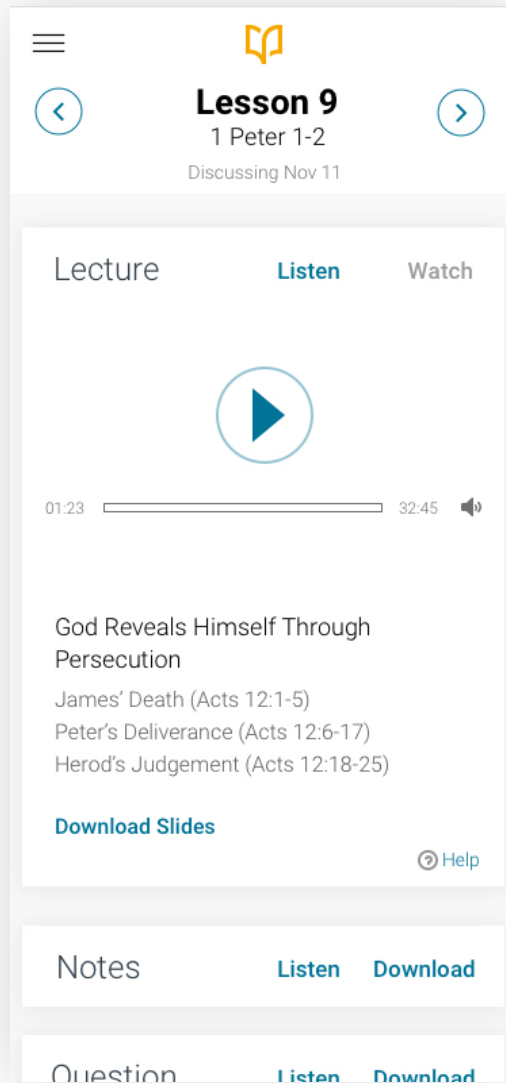 Lesson 9
1 Peter 1-2
Discussing Nov 11
Lecture Listen Watch
01:23 32:45
God Reveals Himself Through
Persecution
James’ Death (Acts 12:1-5)
Peter’s Deliverance (Acts 12:6-17)
Herod’s Judgement (Acts 12:18-25)
Download Slides
Help
Notes Listen Download
Question Listen Download